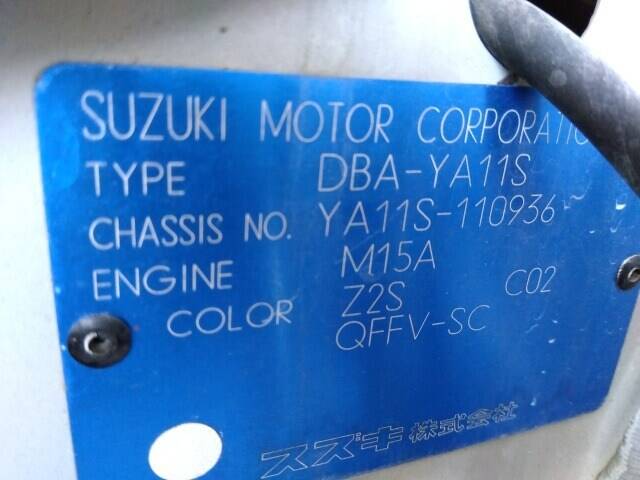 SUZUKI MOTOR CORPORATIO
TYPE DBA-YA11S
CHASSIS NO. YA11S-110936
ENGINE M15A
COLOR Z2S C02
QFFV-SC
スズキ株式会社